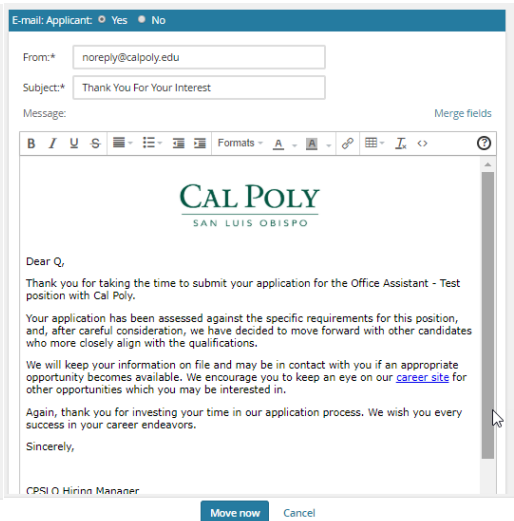 E-mail: Applicant: Yes No
From:* noreply@calpoly.edu
Subject:* Thank You For Your Interest
Message: Merge fields
B I U S Formats A A <> ?
CAL POLY
SAN LUIS OBISPO
Dear Q,
Thank you for taking the time to submit your application for the Office Assistant - Test
position with Cal Poly.
Your application has been assessed against the specific requirements for this position,
and, after careful consideration, we have decided to move forward with other candidates
who more closely align with the qualifications.
We will keep your information on file and may be in contact with you if an appropriate
opportunity becomes available. We encourage you to keep an eye on our career site for
other opportunities which you may be interested in.
Again, thank you for investing your time in our application process. We wish you every
success in your career endeavors.
Sincerely,
CPSLO Hiring Manager
Move now Cancel